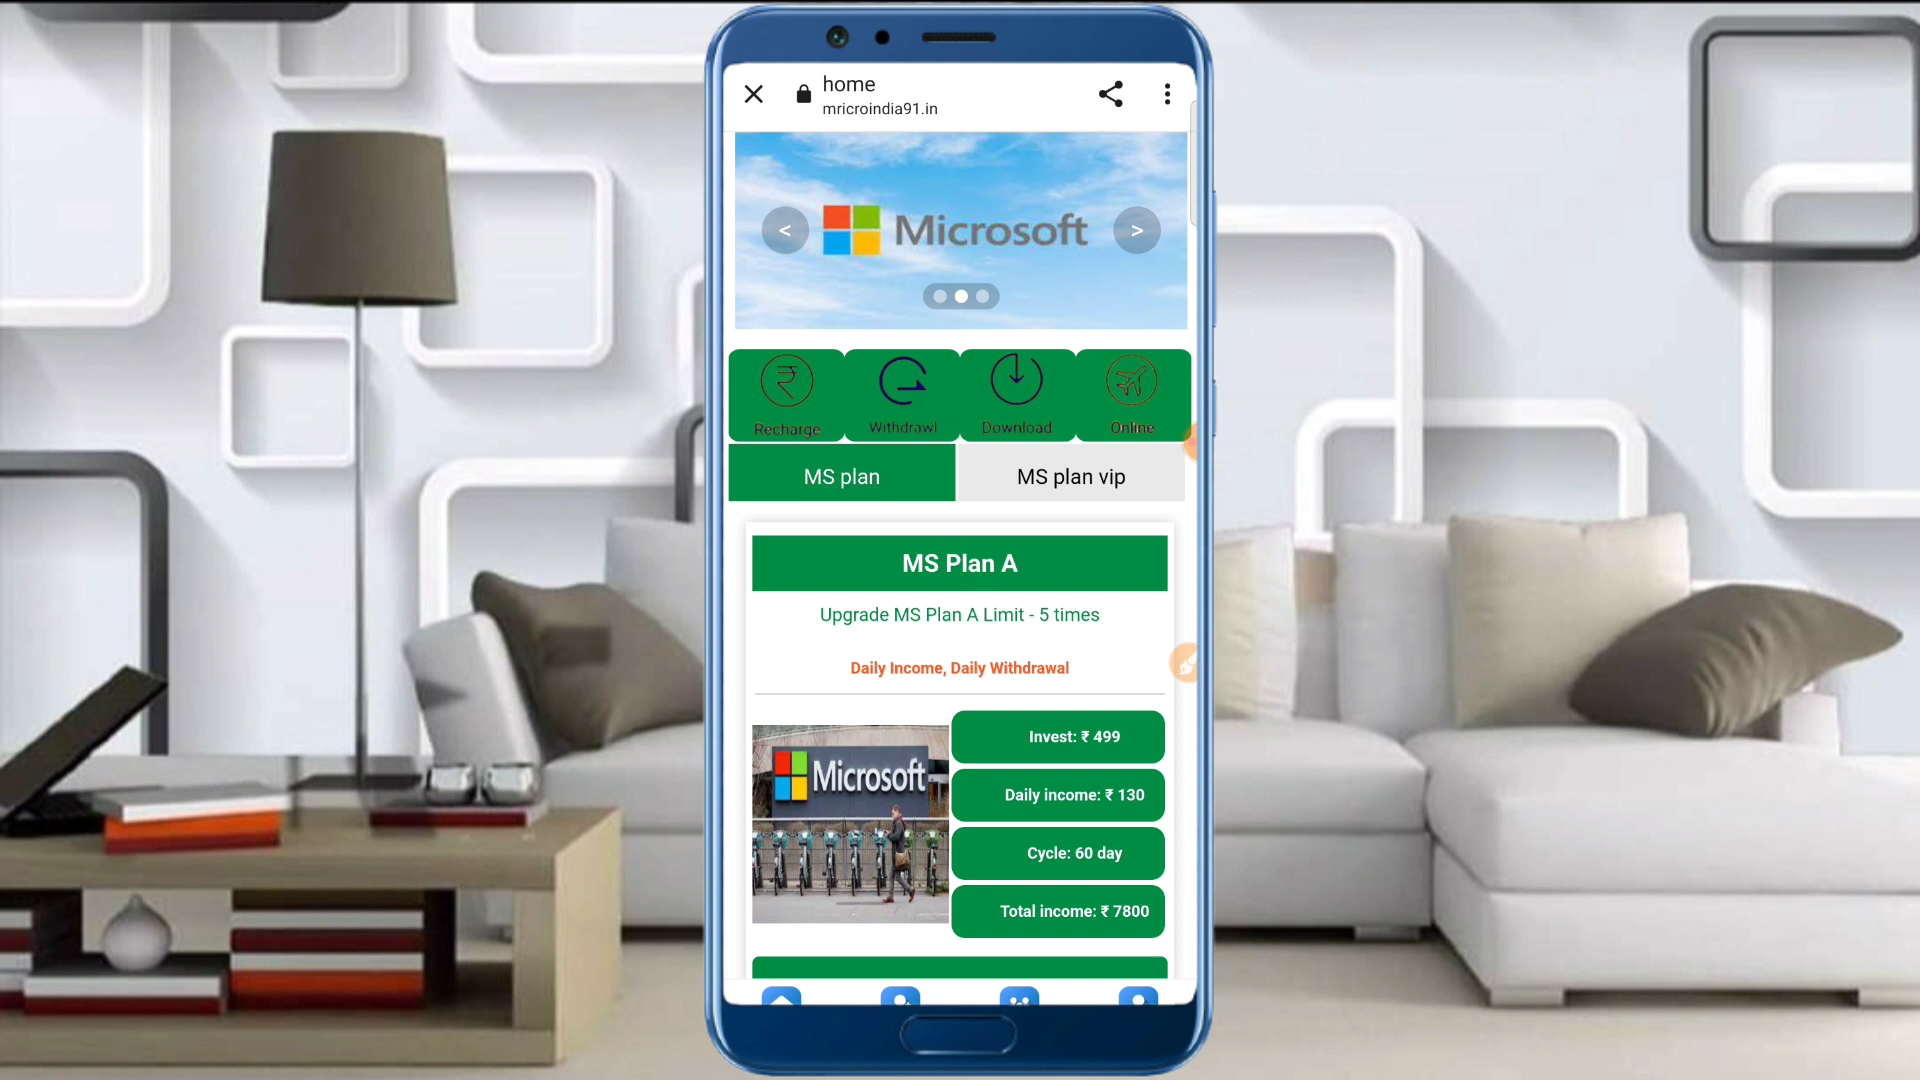 home
mricroindia91.in
< Microsoft >
Recharge Withdrawl Download Online
MS plan MS plan vip
MS Plan A
Upgrade MS Plan A Limit - 5 times
Daily Income, Daily Withdrawal
Microsoft
Invest: ₹ 499
Daily income: ₹ 130
Cycle: 60 day
Total income: ₹ 7800